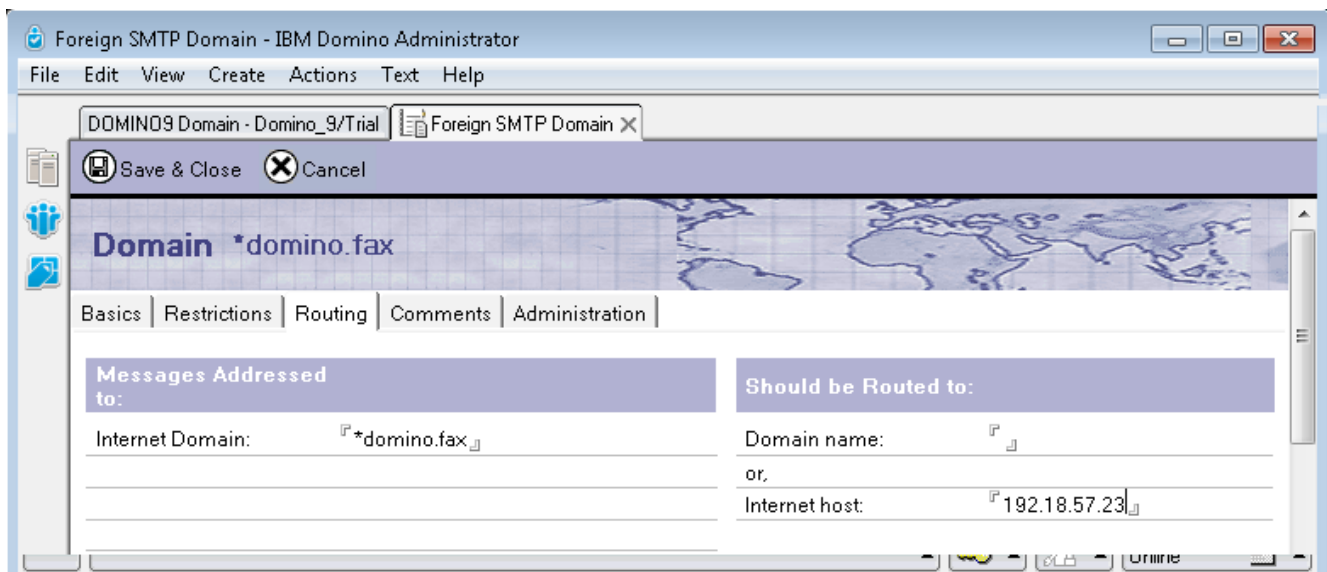 Foreign SMTP Domain - IBM Domino Administrator
File Edit View Create Actions Text Help
DOMINO9 Domain - Domino_9/Trial Foreign SMTP Domain
Save & Close Cancel
Domain *domino.fax
Basics Restrictions Routing Comments Administration
Messages Addressed
to:
Should be Routed to:
Internet Domain: *domino.fax
Domain name:
or,
Internet host: 192.18.57.23
Online